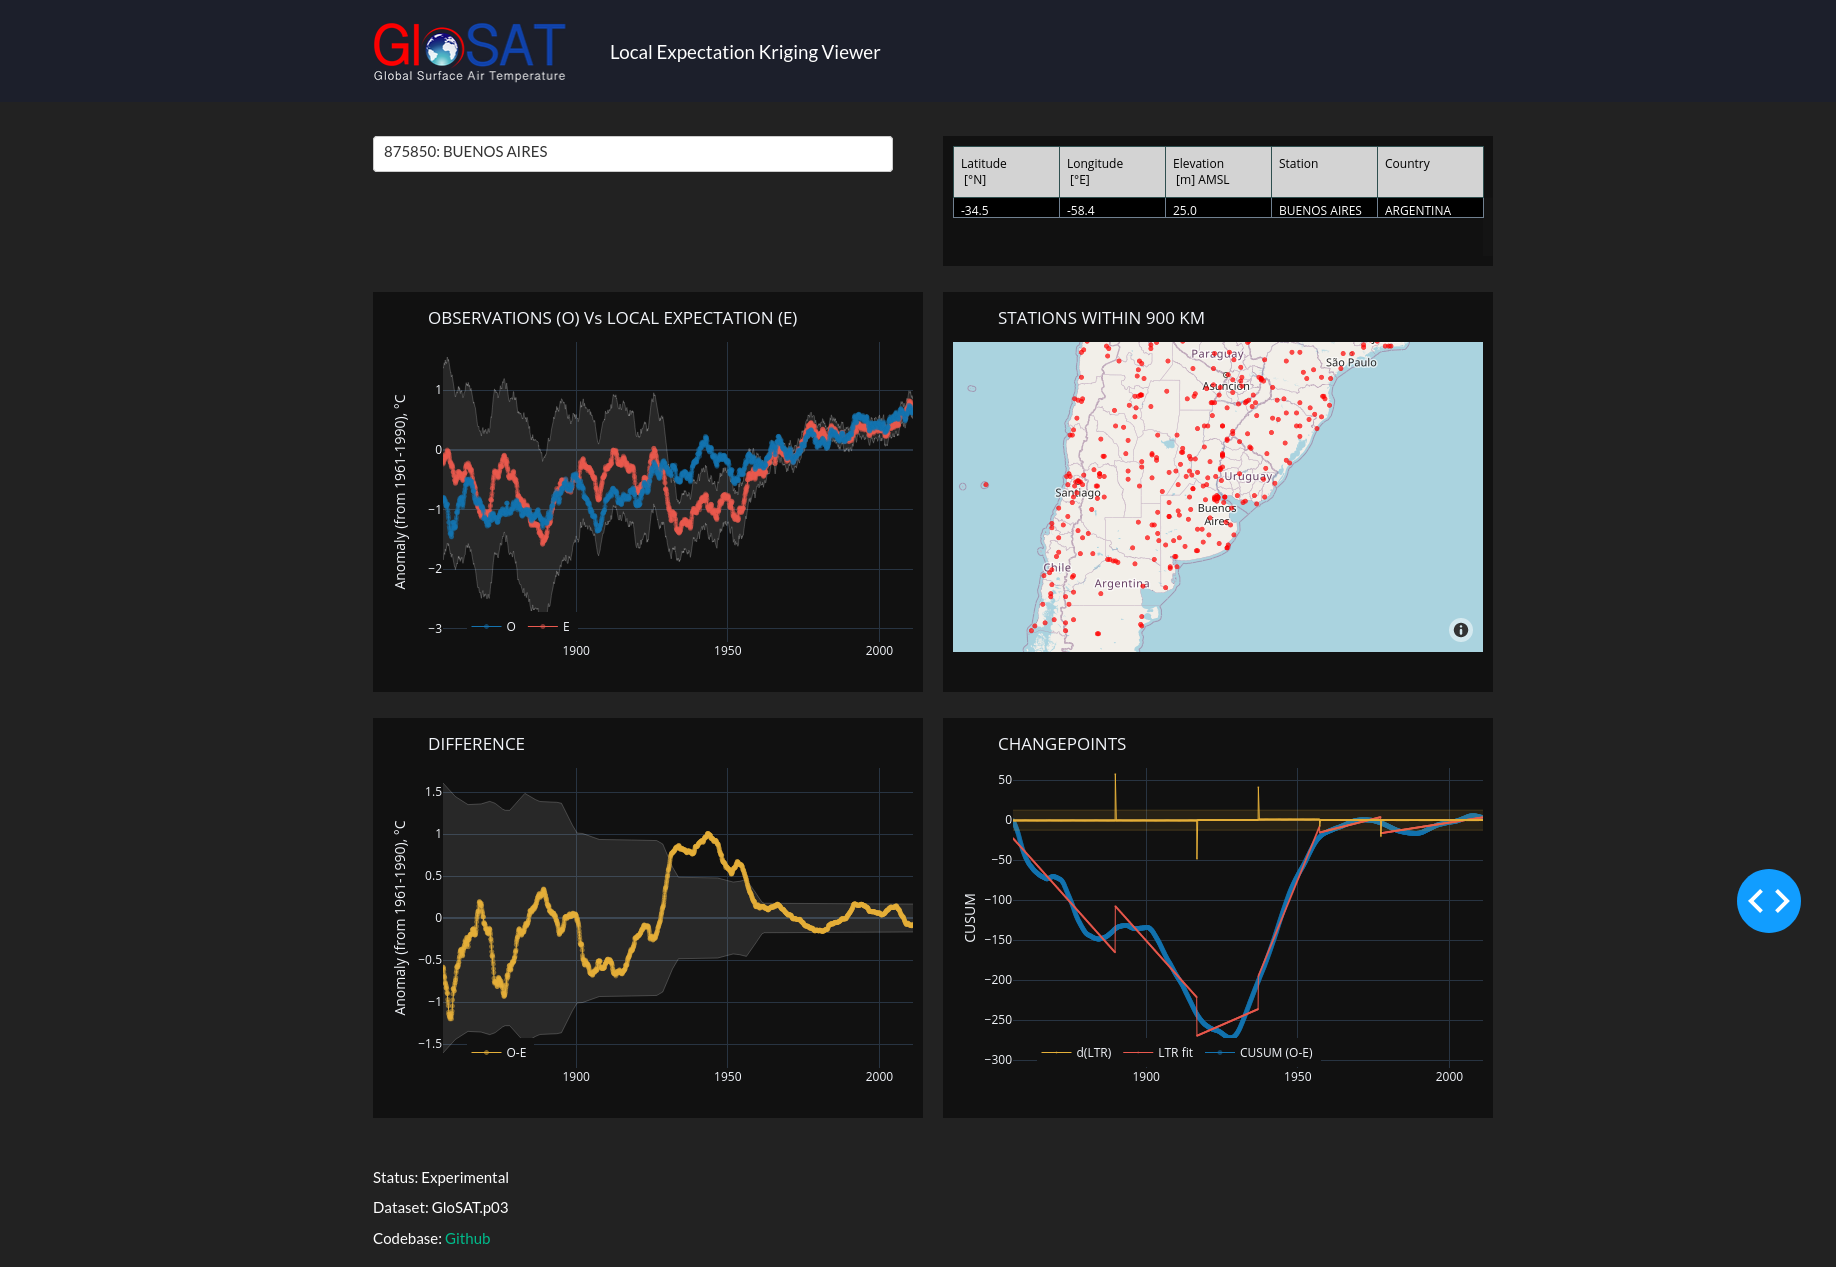 GloSAT
Global Surface Air Temperature
Local Expectation Kriging Viewer
875850: BUENOS AIRES
Latitude [°N]
Longitude [°E]
Elevation [m] AMSL
Station
Country
-34.5
-58.4
25.0
BUENOS AIRES
ARGENTINA
OBSERVATIONS (O) Vs LOCAL EXPECTATION (E)
Anomaly (from 1961-1990), °C
1
0
−1
−2
−3
O
E
1900
1950
2000
STATIONS WITHIN 900 KM
Paraguay
São Paulo
Asunción
Uruguay
Santiago
Buenos
Aires
Chile
Argentina
DIFFERENCE
Anomaly (from 1961-1990), °C
1.5
1
0.5
0
−0.5
−1
−1.5
O-E
1900
1950
2000
CHANGEPOINTS
CUSUM
50
0
−50
−100
−150
−200
−250
−300
d(LTR)
LTR fit
CUSUM (O-E)
1900
1950
2000
Status: Experimental
Dataset: GloSAT.p03
Codebase: Github